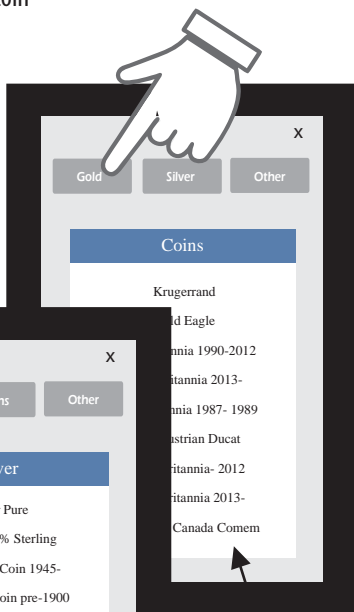 coin
x
Gold Silver Other
Coins
Krugerrand
ld Eagle
nnia 1990-2012
itannia 2013-
nnia 1987- 1989
ustrian Ducat
ritannia- 2012
ritannia 2013-
Canada Comem
x
ns Other
ver
Pure
% Sterling
Coin 1945-
oin pre-1900